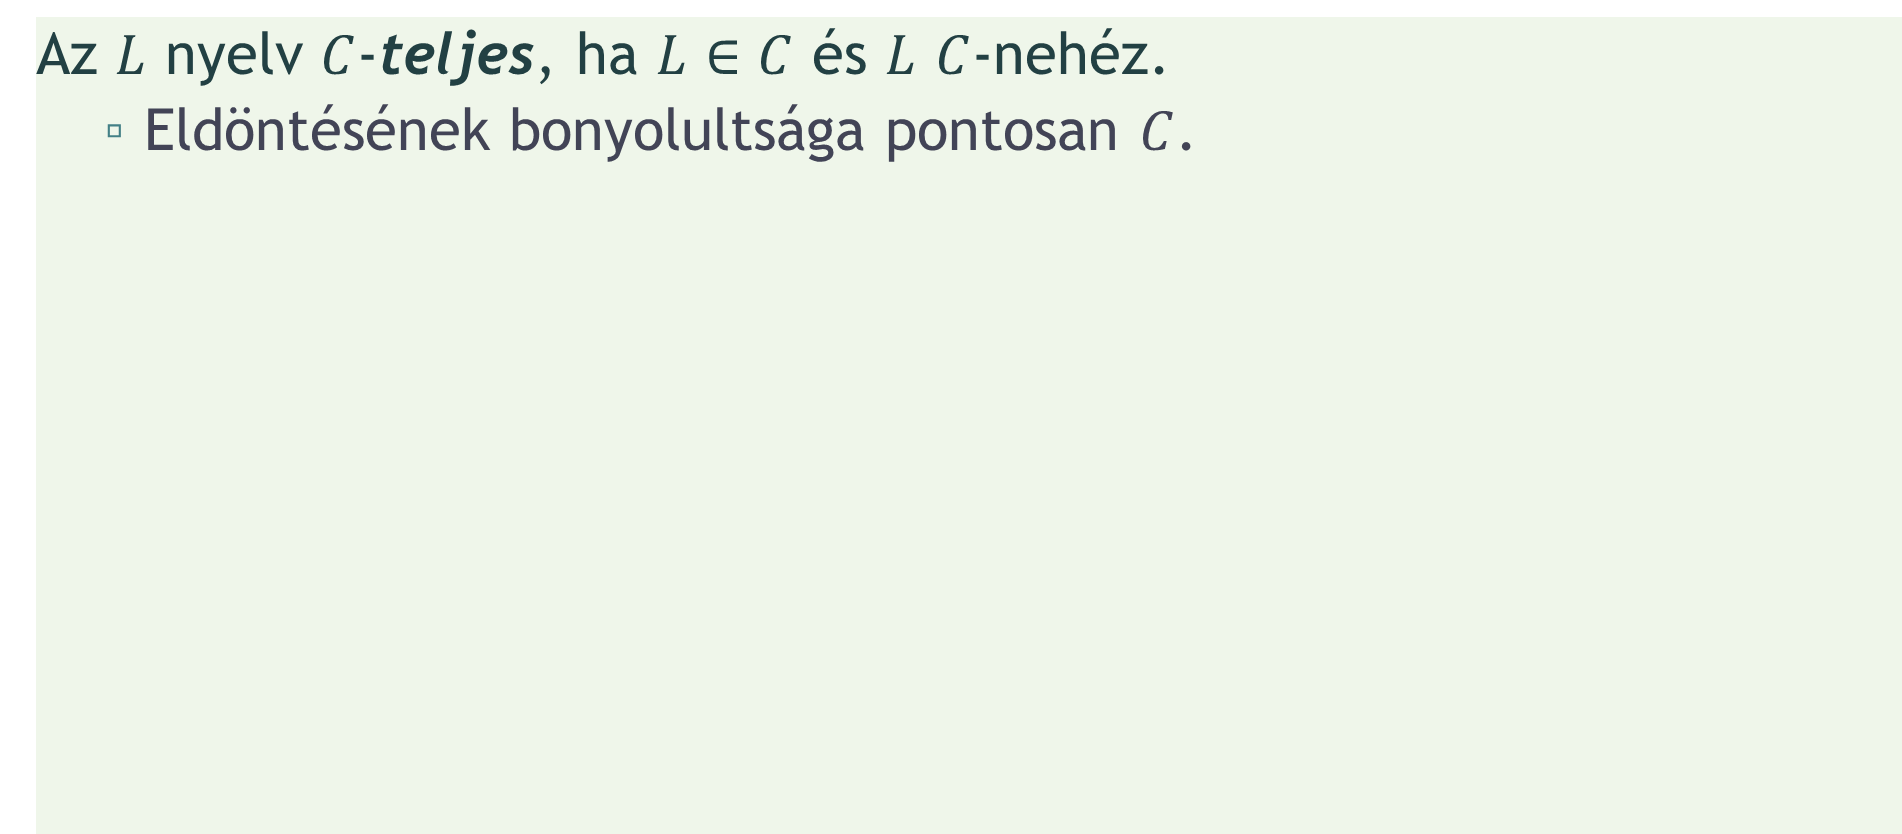 Az L nyelv C-teljes, ha L ∈ C és L C-nehéz.
▫ Eldöntésének bonyolultsága pontosan C.